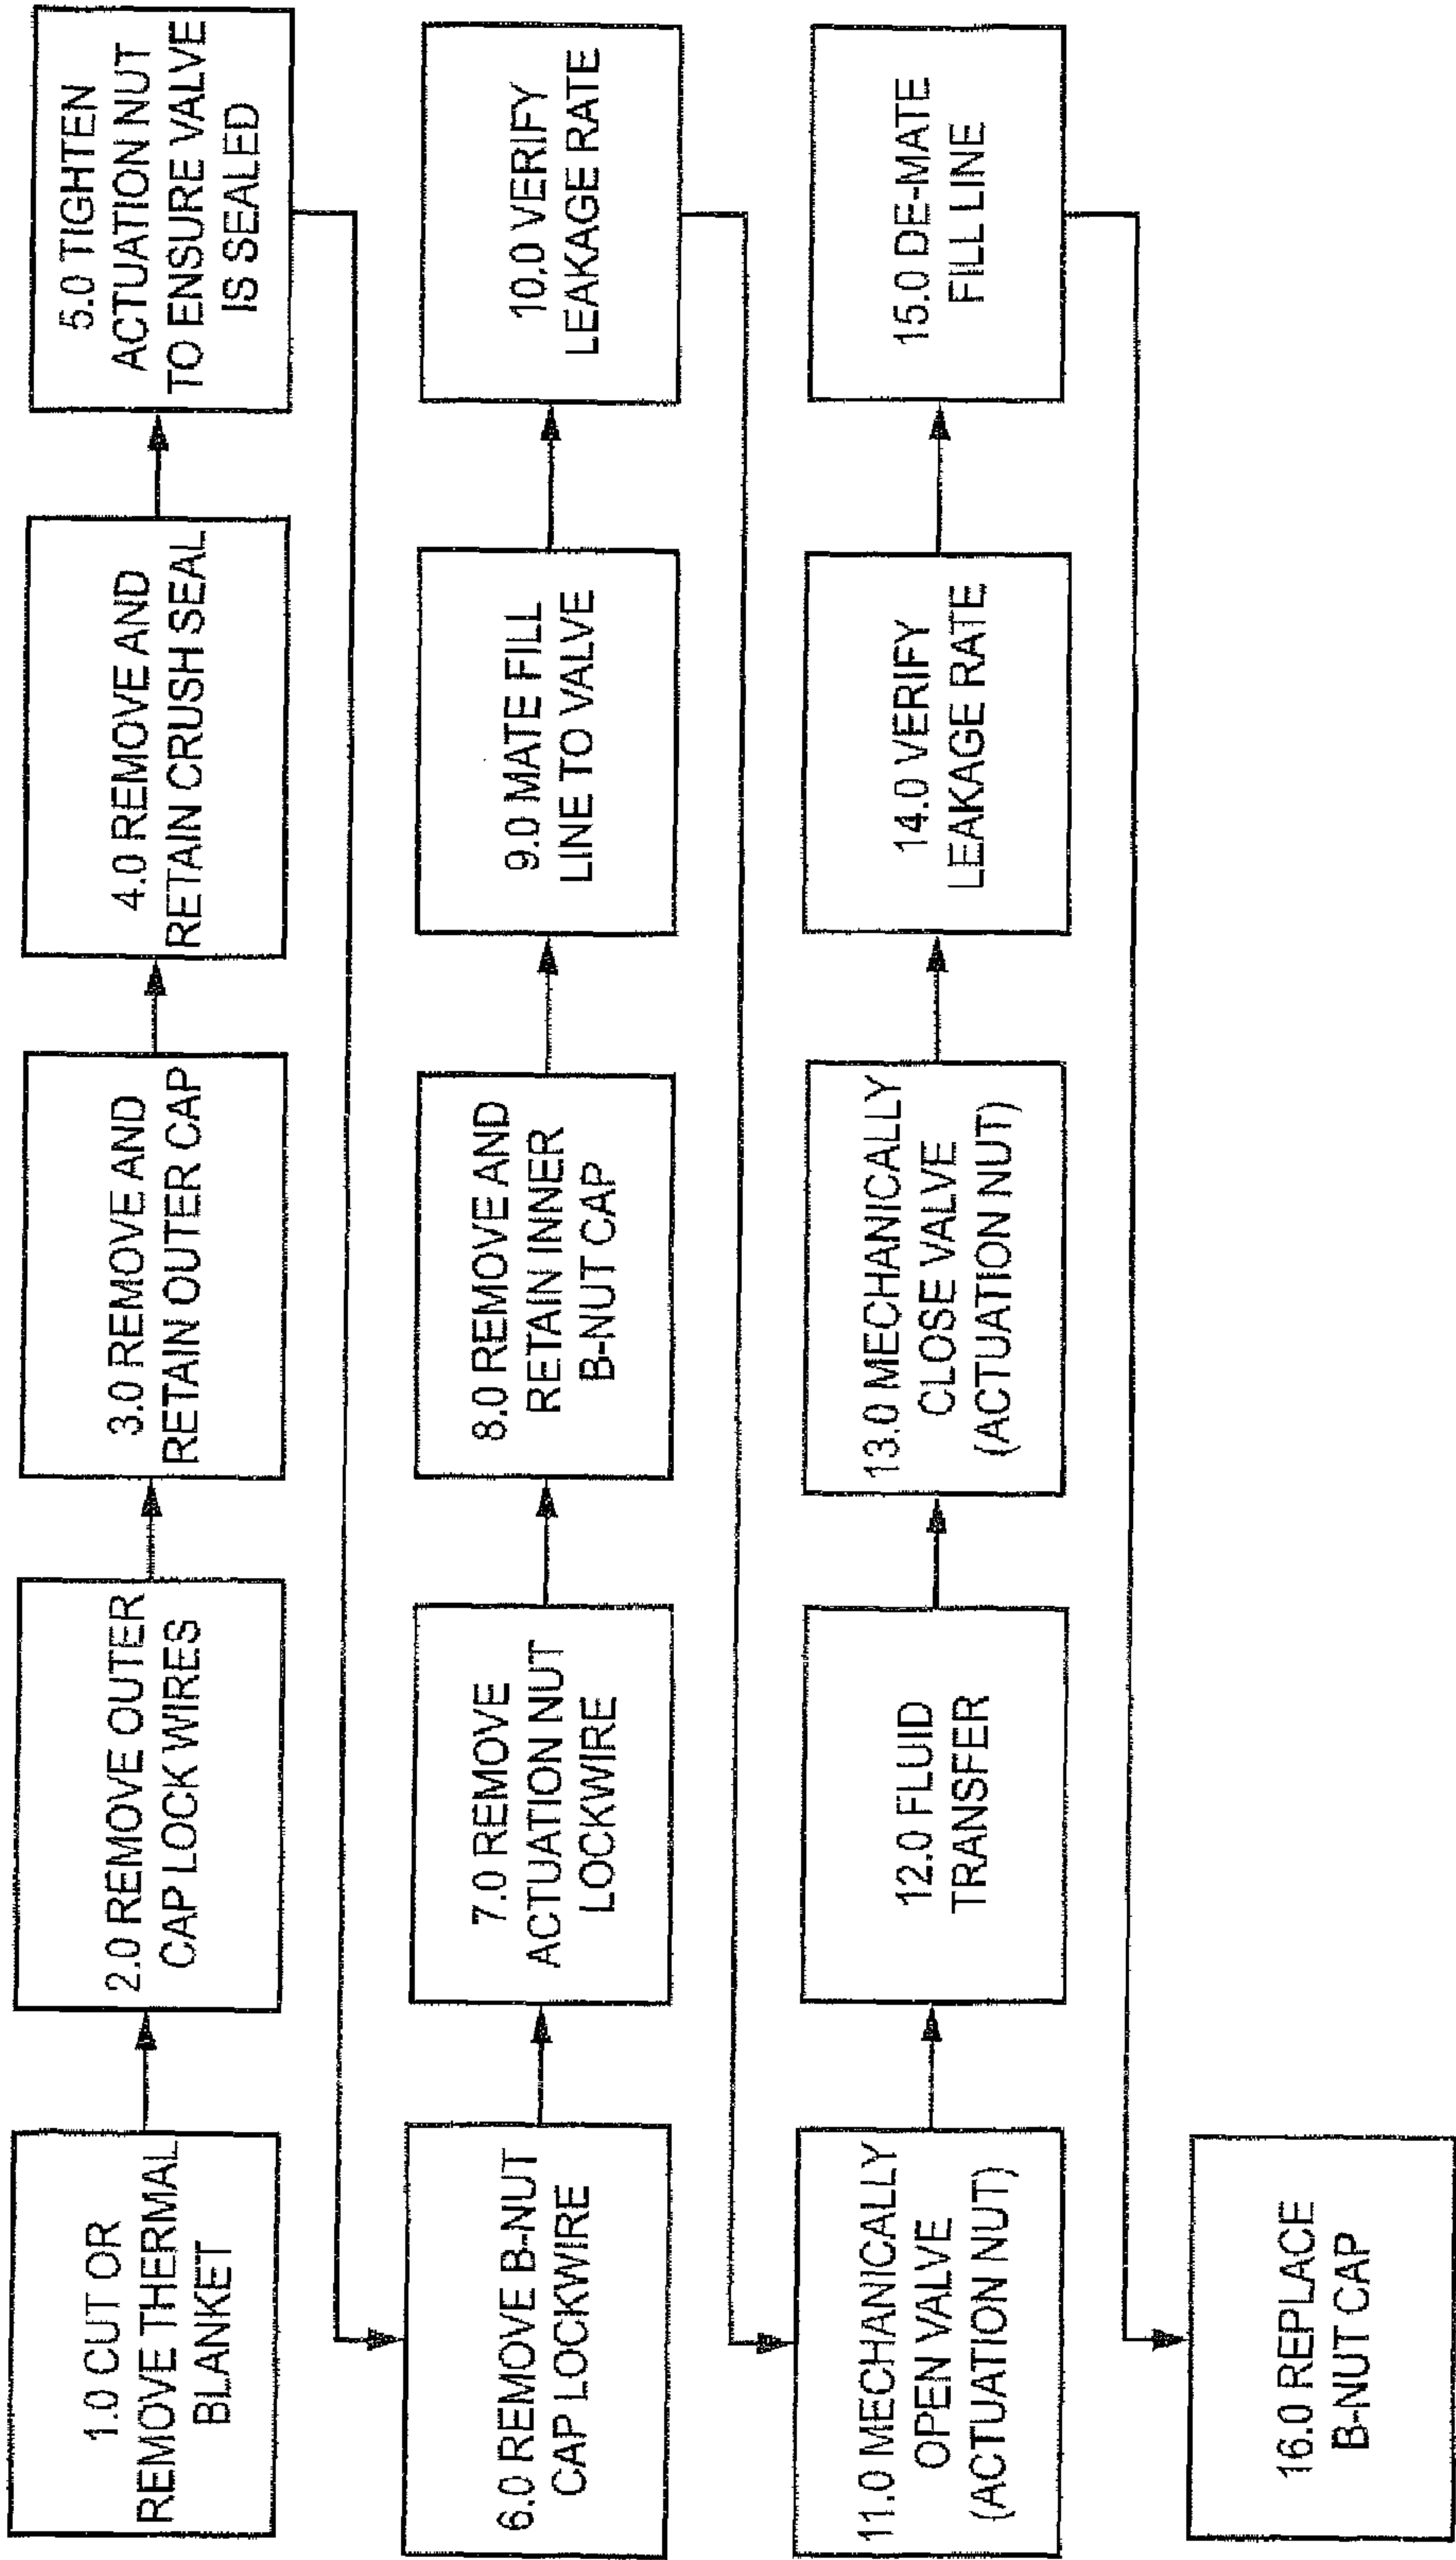 1.0 CUT OR
REMOVE THERMAL
BLANKET
2.0 REMOVE OUTER
CAP LOCK WIRES
3.0 REMOVE AND
RETAIN OUTER CAP
4.0 REMOVE AND
RETAIN CRUSH SEAL
5.0 TIGHTEN
ACTUATION NUT
TO ENSURE VALVE
IS SEALED
6.0 REMOVE B-NUT
CAP LOCKWIRE
7.0 REMOVE
ACTUATION NUT
LOCKWIRE
8.0 REMOVE AND
RETAIN INNER
B-NUT CAP
9.0 MATE FILL
LINE TO VALVE
10.0 VERIFY
LEAKAGE RATE
11.0 MECHANICALLY
OPEN VALVE
(ACTUATION NUT)
12.0 FLUID
TRANSFER
13.0 MECHANICALLY
CLOSE VALVE
(ACTUATION NUT)
14.0 VERIFY
LEAKAGE RATE
15.0 DE-MATE
FILL LINE
16.0 REPLACE
B-NUT CAP